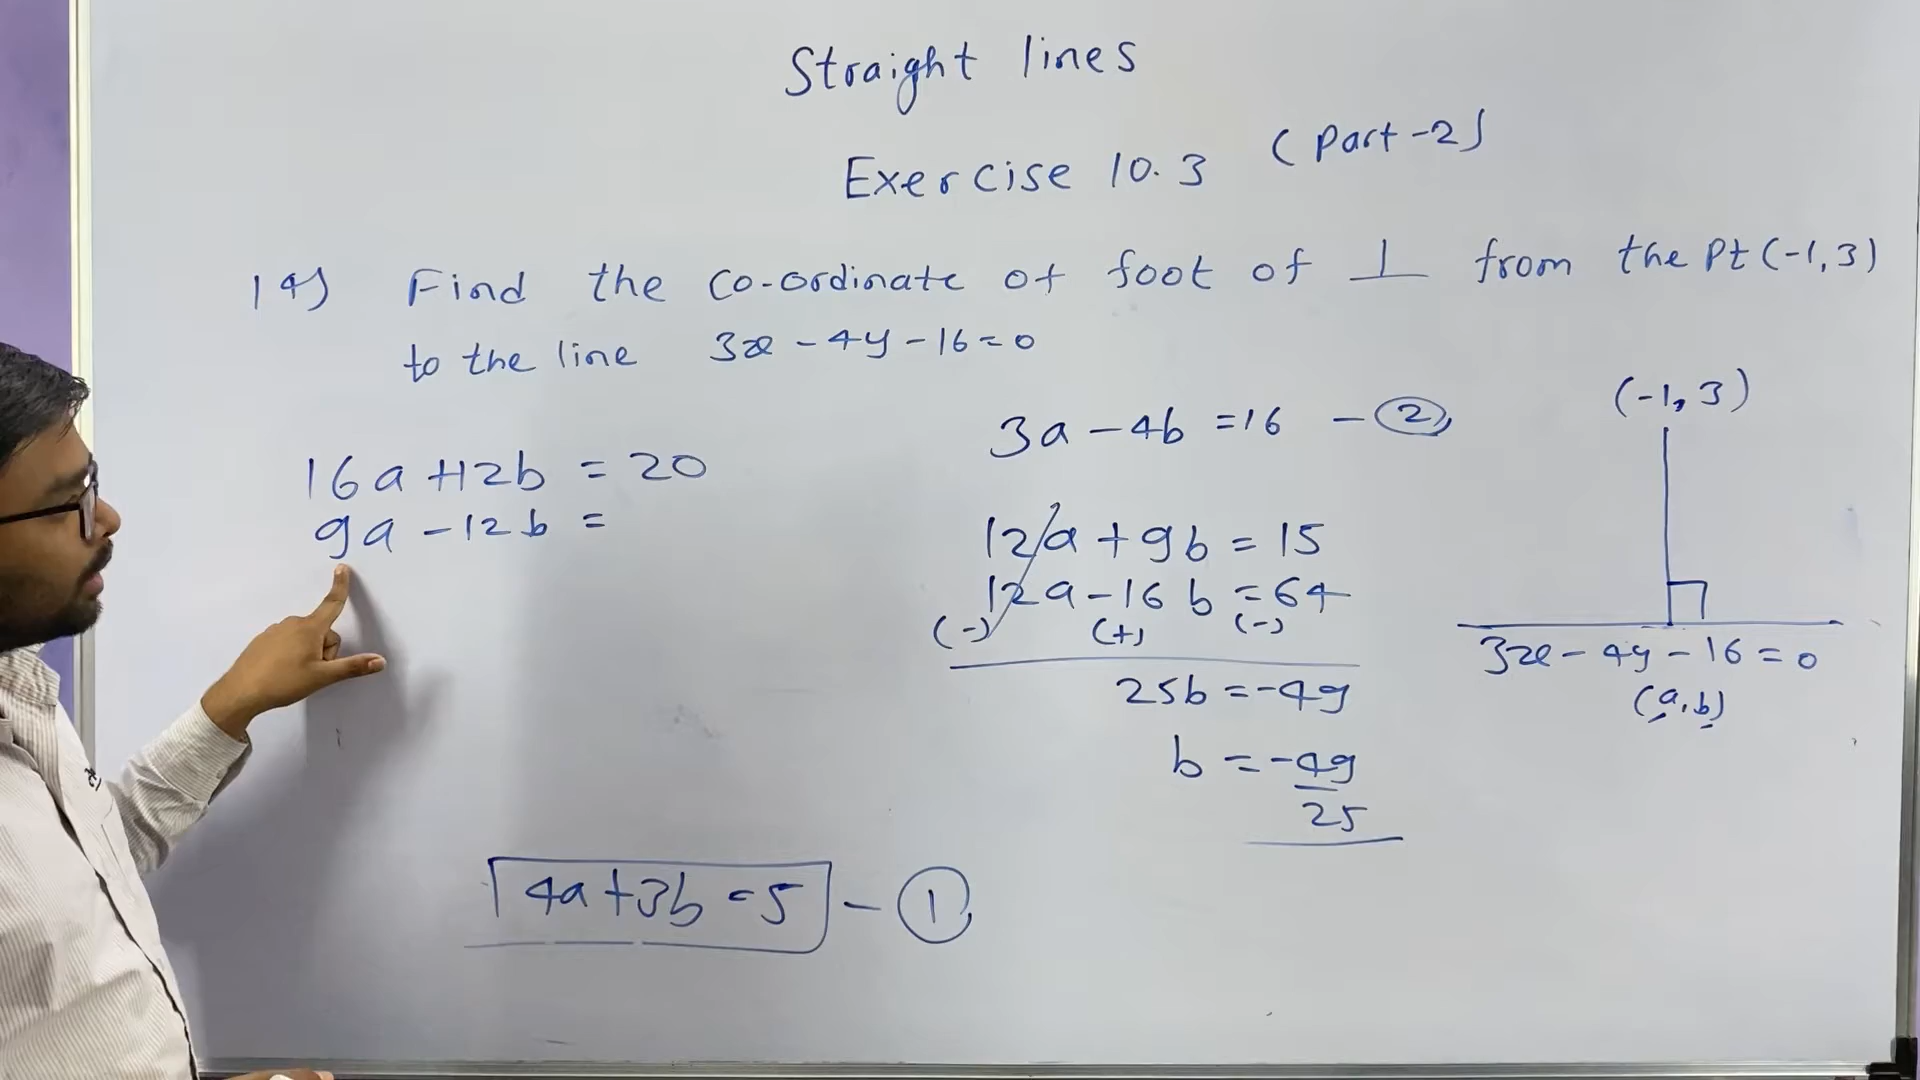 Straight lines
Exercise 10.3 (Part-2)
14) Find the co-ordinate of foot of ⊥ from the Pt (-1,3)
to the line 3x - 4y - 16 = 0
16a + 12b = 20
9a - 12b =
4a + 3b = 5 - ①
3a - 4b = 16 - ②
12a + 9b = 15
12a - 16b = 64
(-) (+) (-)
25b = -49
b = -49
25
(-1, 3)
3x - 4y - 16 = 0
(a, b)